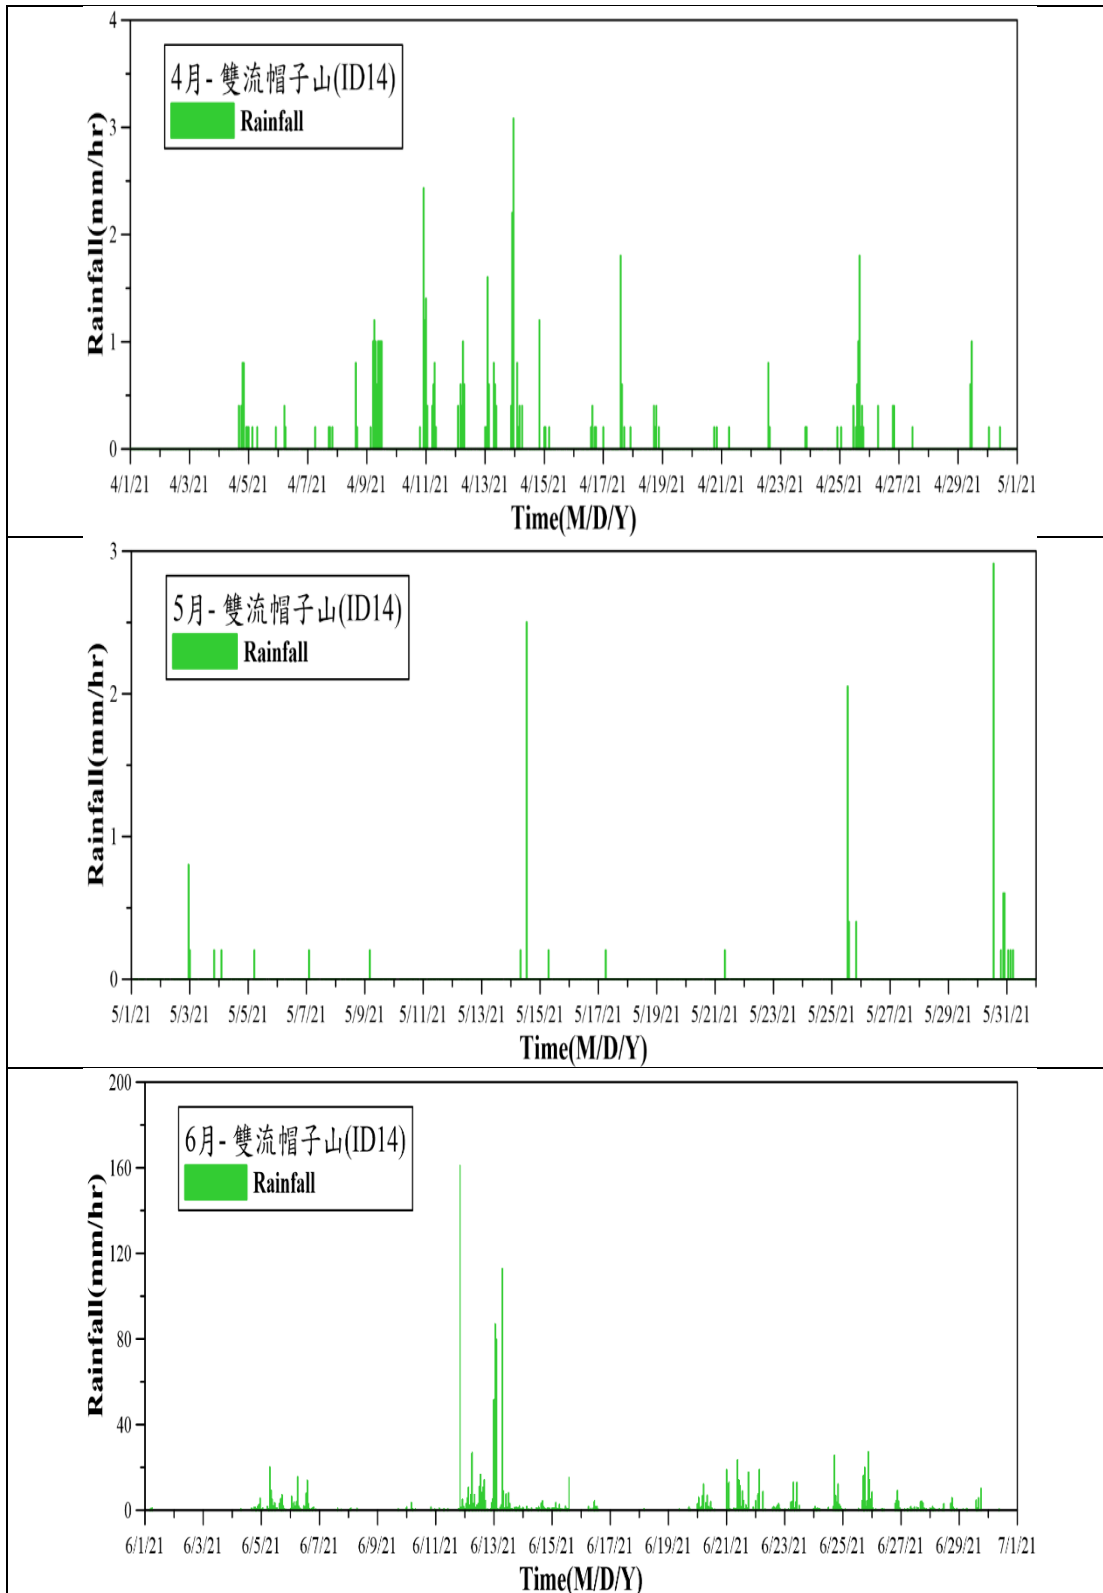 4月- 雙流帽子山(ID14)
Rainfall
Rainfall(mm/hr)
4
3
2
1
0
4/1/21 4/3/21 4/5/21 4/7/21 4/9/21 4/11/21 4/13/21 4/15/21 4/17/21 4/19/21 4/21/21 4/23/21 4/25/21 4/27/21 4/29/21 5/1/21
Time(M/D/Y)
5月- 雙流帽子山(ID14)
Rainfall
Rainfall(mm/hr)
3
2
1
0
5/1/21 5/3/21 5/5/21 5/7/21 5/9/21 5/11/21 5/13/21 5/15/21 5/17/21 5/19/21 5/21/21 5/23/21 5/25/21 5/27/21 5/29/21 5/31/21
Time(M/D/Y)
6月- 雙流帽子山(ID14)
Rainfall
Rainfall(mm/hr)
200
160
120
80
40
0
6/1/21 6/3/21 6/5/21 6/7/21 6/9/21 6/11/21 6/13/21 6/15/21 6/17/21 6/19/21 6/21/21 6/23/21 6/25/21 6/27/21 6/29/21 7/1/21
Time(M/D/Y)